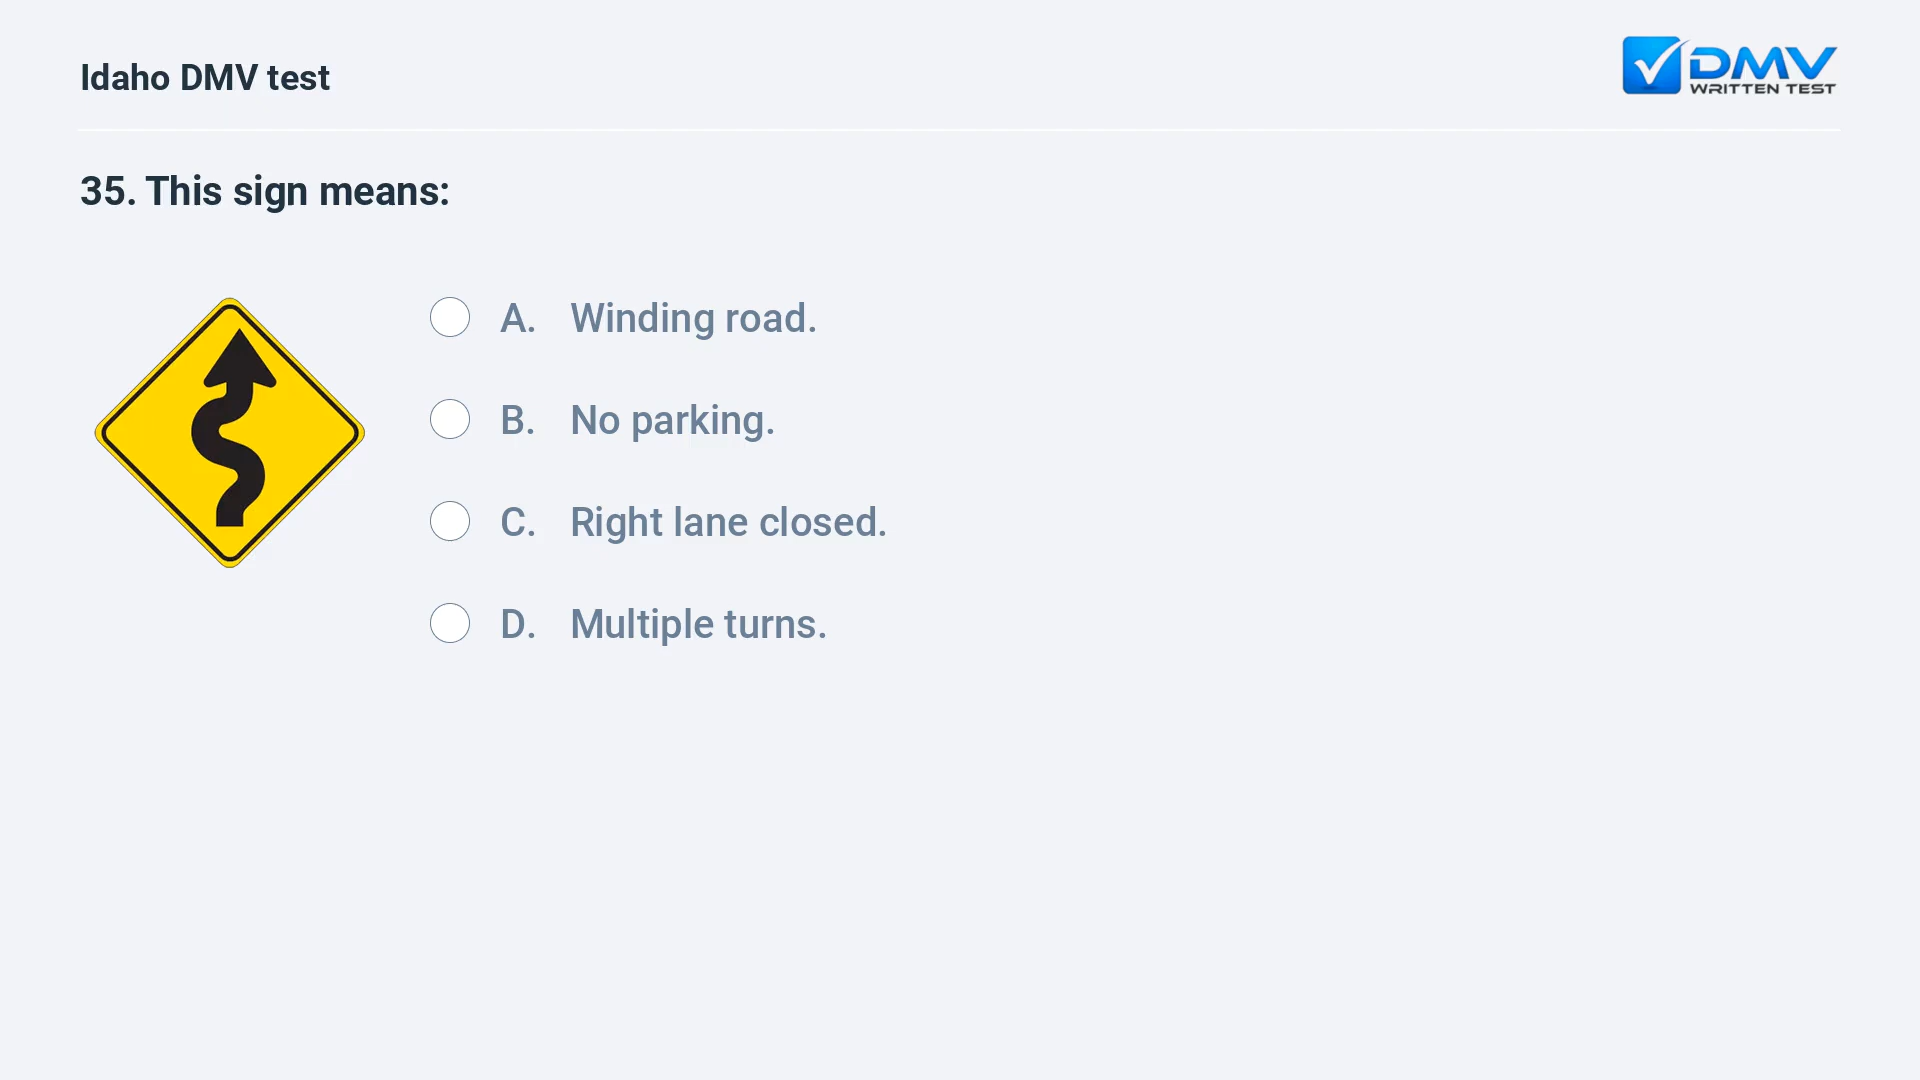 Idaho DMV test
DMV
WRITTEN TEST
35. This sign means:
A. Winding road.
B. No parking.
C. Right lane closed.
D. Multiple turns.